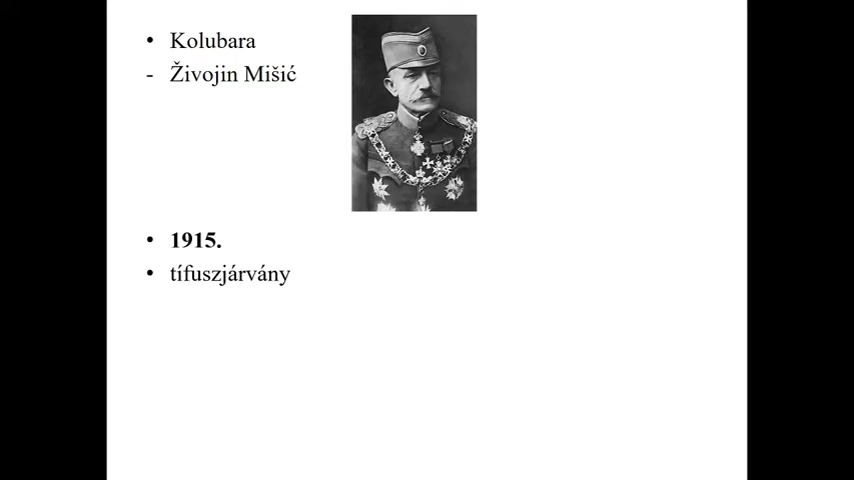 • Kolubara
- Živojin Mišić
• 1915.
• tífuszjárvány